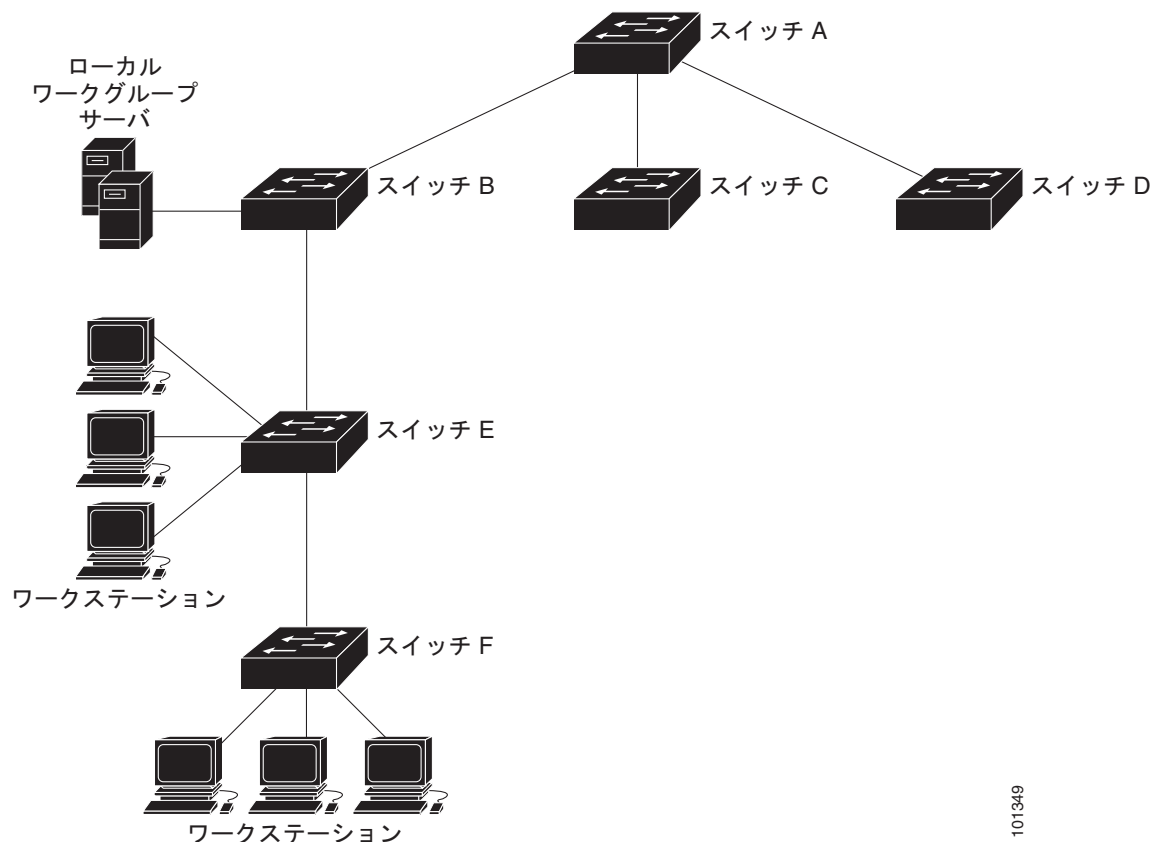 スイッチ A
ローカル
ワークグループ
サーバ
スイッチ B
スイッチ C
スイッチ D
スイッチ E
ワークステーション
スイッチ F
ワークステーション
101349